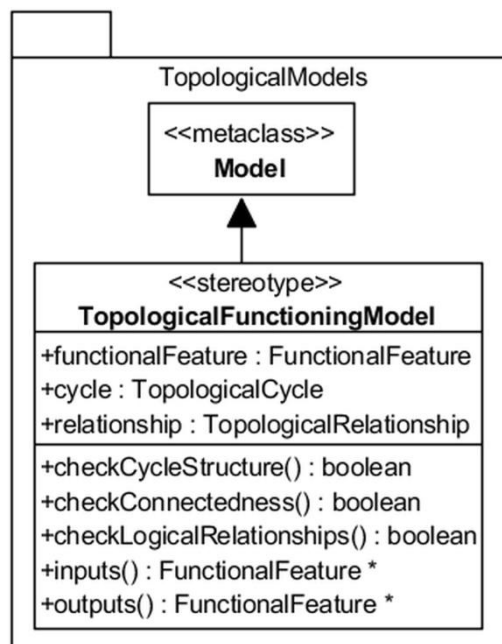 TopologicalModels
<<metaclass>>
Model
<<stereotype>>
TopologicalFunctioningModel
+functionalFeature : FunctionalFeature
+cycle : TopologicalCycle
+relationship : TopologicalRelationship
+checkCycleStructure() : boolean
+checkConnectedness() : boolean
+checkLogicalRelationships() : boolean
+inputs() : FunctionalFeature *
+outputs() : FunctionalFeature *